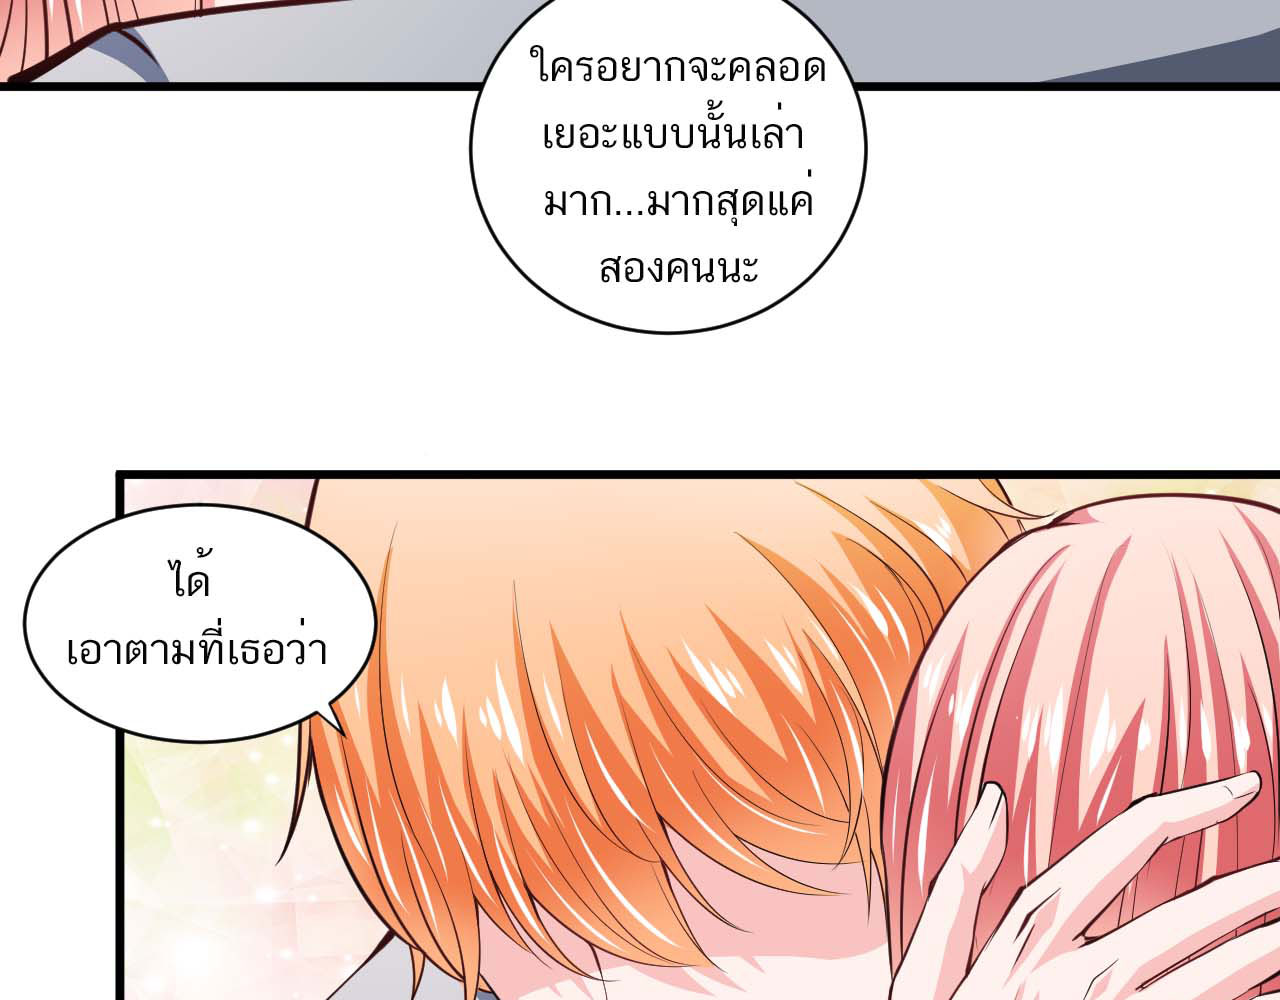 ใครอยากจะคลอด
เยอะแบบนั้นเล่า
มาก...มากสุดแค่
สองคนนะ
ได้
เอาตามที่เธอว่า